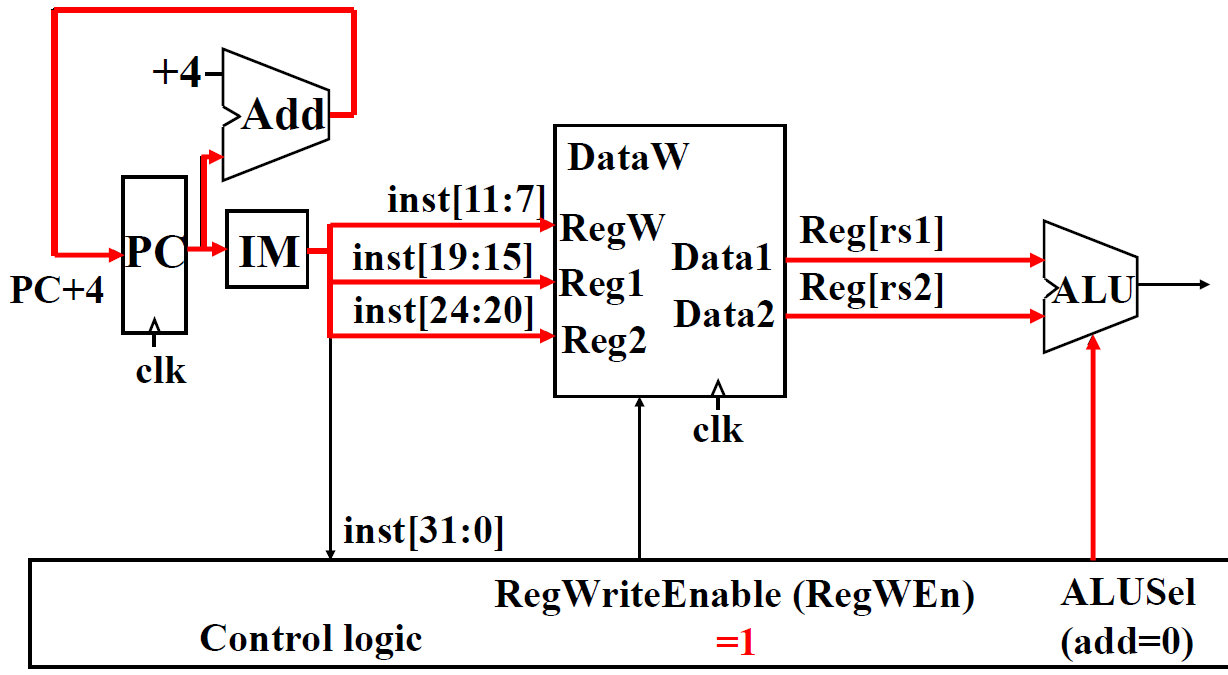 +4
Add
DataW
inst[11:7]
RegW
Reg[rs1]
PC
IM
inst[19:15]
Data1
Reg1
Reg[rs2]
ALU
PC+4
inst[24:20]
Data2
Reg2
clk
clk
inst[31:0]
RegWriteEnable (RegWEn)
=1
ALUSel
(add=0)
Control logic